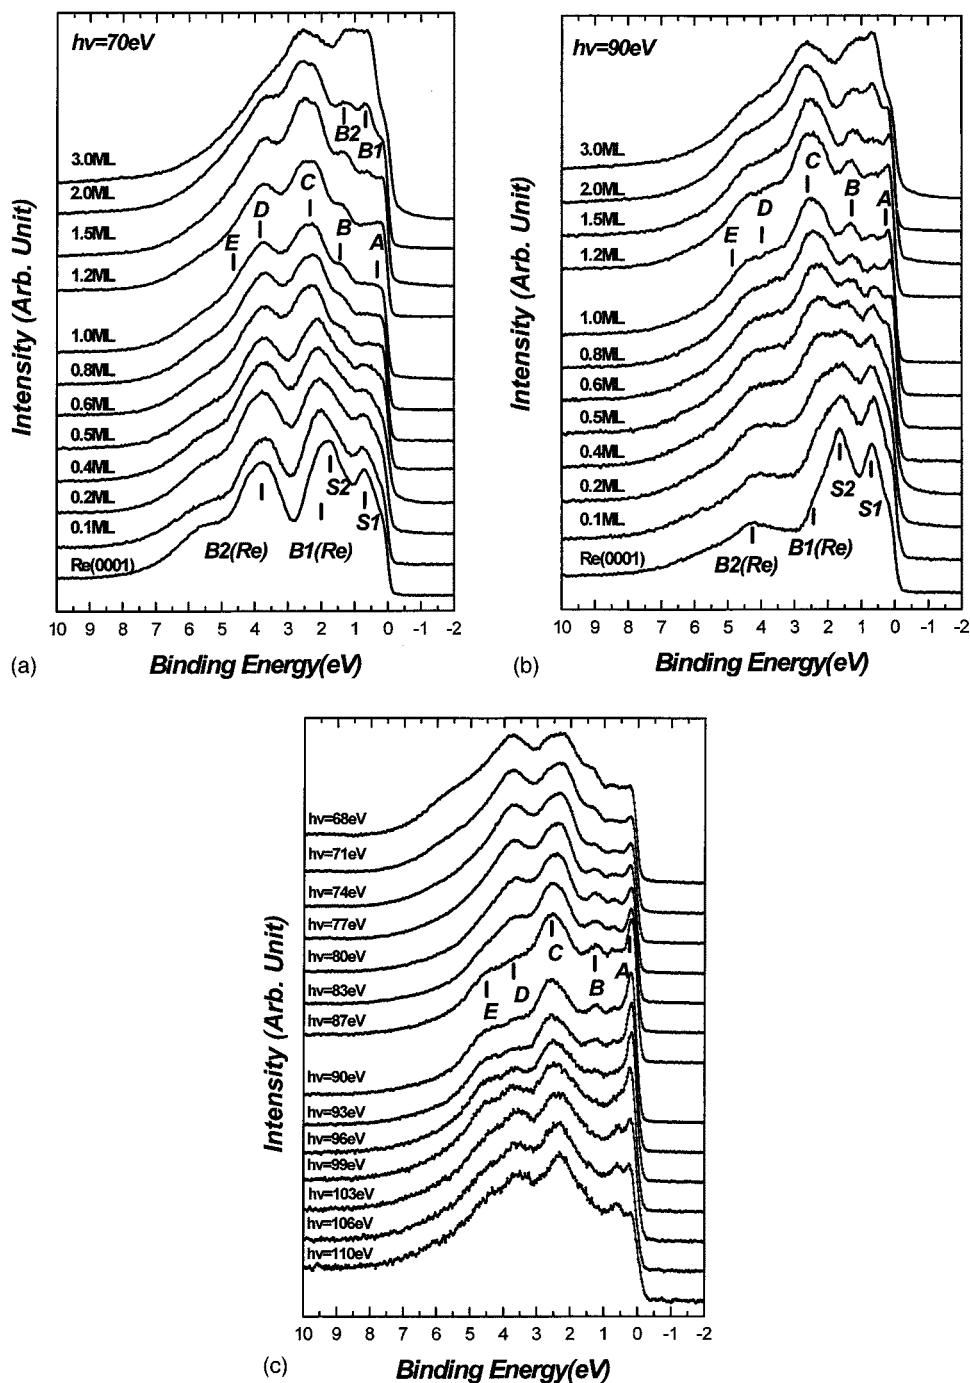 hν=70eV
B2
B1
3.0ML
2.0ML
C
1.5ML
D
B
A
E
1.2ML
1.0ML
0.8ML
0.6ML
0.5ML
0.4ML
0.2ML
S2
S1
0.1ML
B2(Re)
B1(Re)
Re(0001)
Intensity (Arb. Unit)
10 9 8 7 6 5 4 3 2 1 0 -1 -2
(a)
Binding Energy(eV)
hν=90eV
3.0ML
C
2.0ML
B
A
1.5ML
D
E
1.2ML
1.0ML
0.8ML
0.6ML
0.5ML
0.4ML
0.2ML
S2
S1
0.1ML
B1(Re)
B2(Re)
Re(0001)
Intensity (Arb. Unit)
10 9 8 7 6 5 4 3 2 1 0 -1 -2
(b)
Binding Energy(eV)
hν=68eV
hν=71eV
hν=74eV
hν=77eV
hν=80eV
C
A
B
hν=83eV
D
E
hν=87eV
hν=90eV
hν=93eV
hν=96eV
hν=99eV
hν=103eV
hν=106eV
hν=110eV
Intensity (Arb. Unit)
10 9 8 7 6 5 4 3 2 1 0 -1 -2
(c)
Binding Energy(eV)